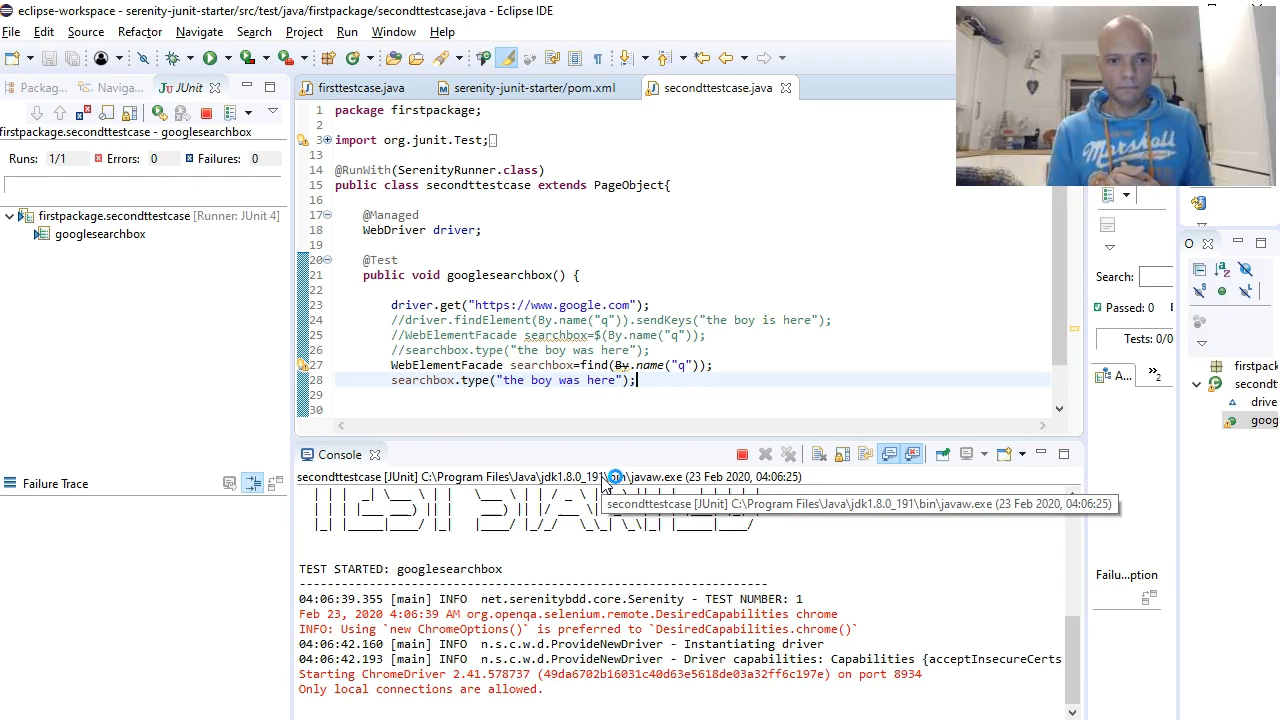 eclipse-workspace - serenity-junit-starter/src/test/java/firstpackage/secondttestcase.java - Eclipse IDE
File Edit Source Refactor Navigate Search Project Run Window Help
Packag... Naviga... JUnit
firsttestcase.java serenity-junit-starter/pom.xml secondttestcase.java
firstpackage.secondttestcase - googlesearchbox
Runs: 1/1 Errors: 0 Failures: 0
firstpackage.secondttestcase [Runner: JUnit 4]
googlesearchbox
Failure Trace
1 package firstpackage;
2
3 import org.junit.Test;
13
14 @RunWith(SerenityRunner.class)
15 public class secondttestcase extends PageObject{
16
17 @Managed
18 WebDriver driver;
19
20 @Test
21 public void googlesearchbox() {
22
23 driver.get("https://www.google.com");
24 //driver.findElement(By.name("q")).sendKeys("the boy is here");
25 //WebElementFacade searchbox=$(By.name("q"));
26 //searchbox.type("the boy was here");
27 WebElementFacade searchbox=find(By.name("q"));
28 searchbox.type("the boy was here");
29
30
Marshall
Search:
Passed: 0
Tests: 0/0
A...
»2
Failu...ption
O
firstpack
secondt
drive
goog
Console
secondttestcase [JUnit] C:\Program Files\Java\jdk1.8.0_191\bin\javaw.exe (23 Feb 2020, 04:06:25)
secondttestcase [JUnit] C:\Program Files\Java\jdk1.8.0_191\bin\javaw.exe (23 Feb 2020, 04:06:25)
TEST STARTED: googlesearchbox
----------------------------------------------------------------
04:06:39.355 [main] INFO net.serenitybdd.core.Serenity - TEST NUMBER: 1
Feb 23, 2020 4:06:39 AM org.openqa.selenium.remote.DesiredCapabilities chrome
INFO: Using `new ChromeOptions()` is preferred to `DesiredCapabilities.chrome()`
04:06:42.160 [main] INFO n.s.c.w.d.ProvideNewDriver - Instantiating driver
04:06:42.193 [main] INFO n.s.c.w.d.ProvideNewDriver - Driver capabilities: Capabilities {acceptInsecureCerts
Starting ChromeDriver 2.41.578737 (49da6702b16031c40d63e5618de03a32ff6c197e) on port 8934
Only local connections are allowed.